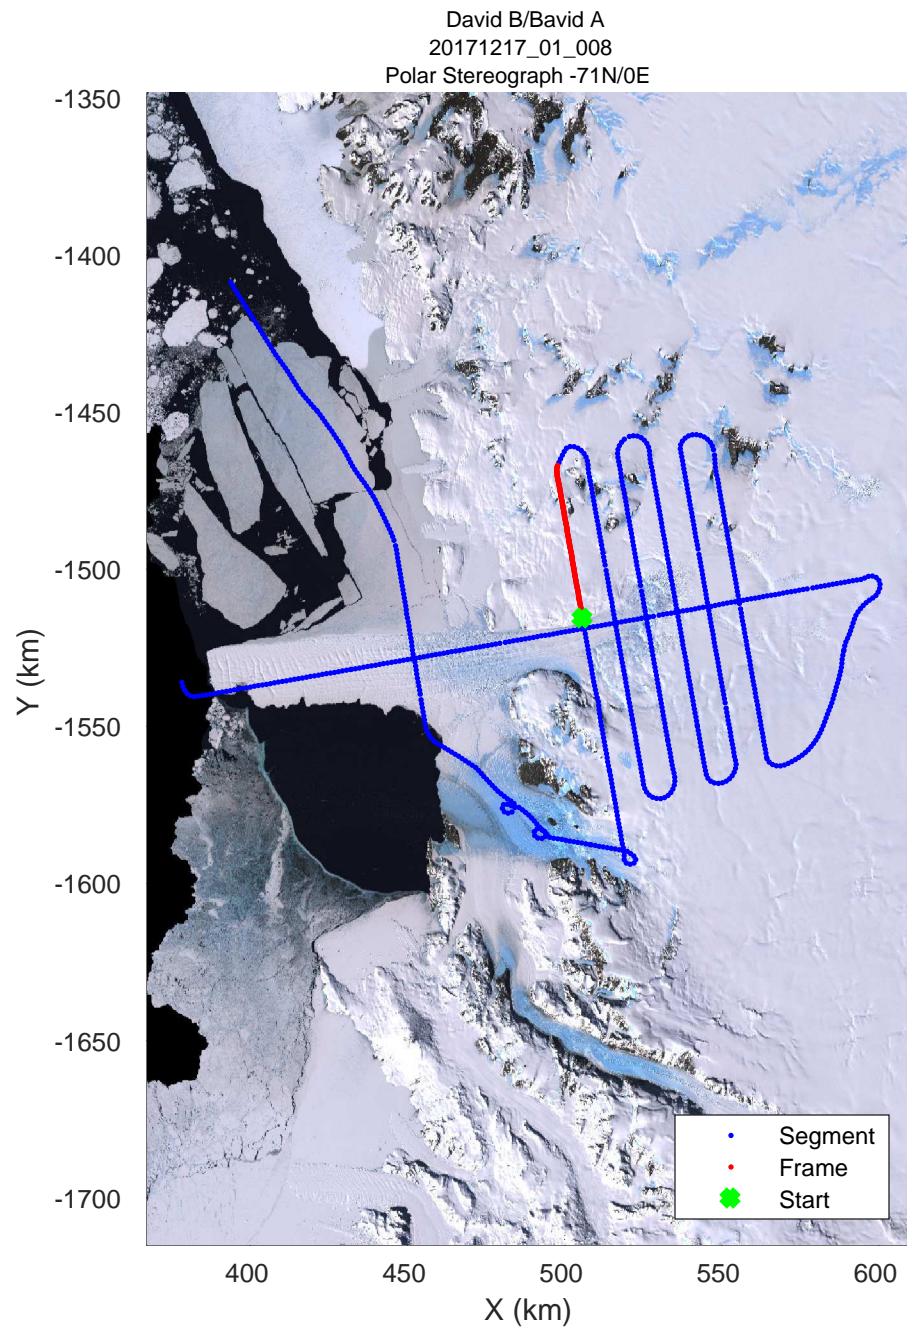 David B/Bavid A
20171217_01_008
Polar Stereograph -71N/0E
-1350
-1400
-1450
-1500
-1550
-1600
-1650
-1700
Y (km)
400 450 500 550 600
X (km)
Segment
Frame
Start